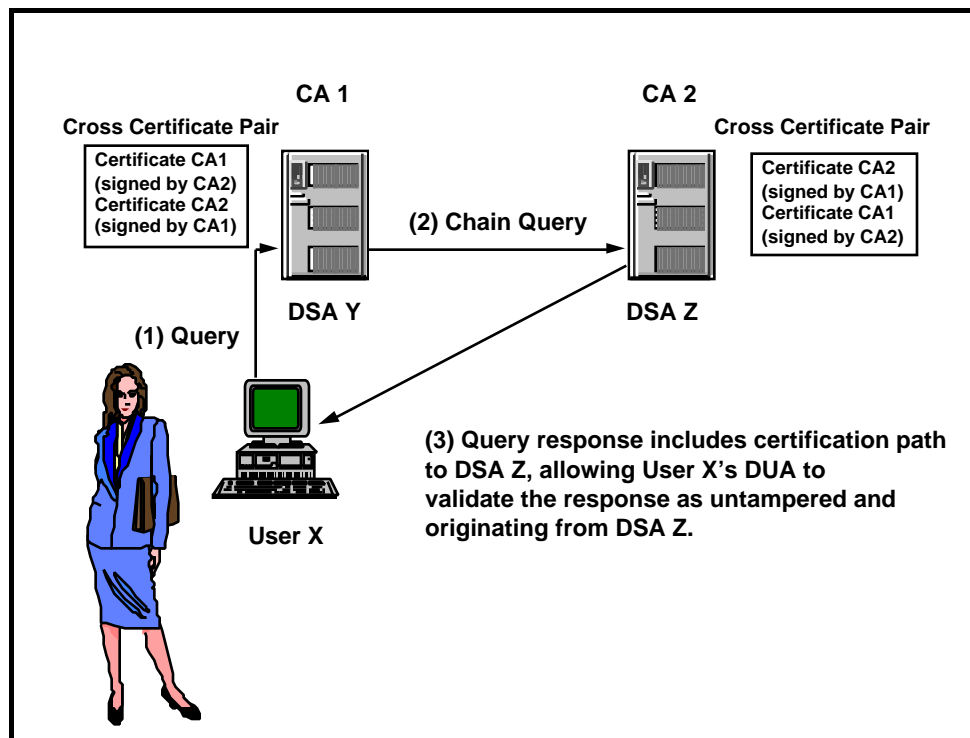 CA 1
CA 2
Cross Certificate Pair
Certificate CA1
(signed by CA2)
Certificate CA2
(signed by CA1)
Cross Certificate Pair
Certificate CA2
(signed by CA1)
Certificate CA1
(signed by CA2)
(2) Chain Query
DSA Y
DSA Z
(1) Query
User X
(3) Query response includes certification path
to DSA Z, allowing User X’s DUA to
validate the response as untampered and
originating from DSA Z.